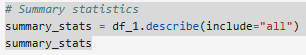 # Summary statistics
summary_stats = df_1.describe(include="all")
summary_stats